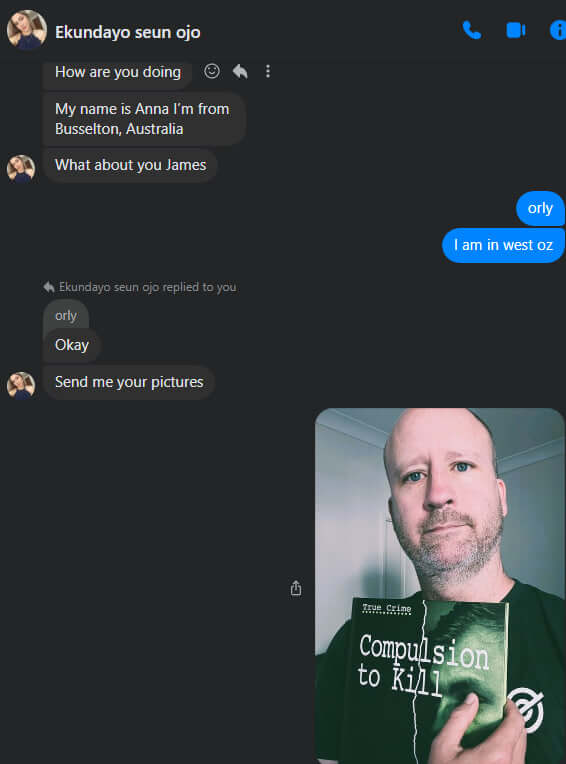 Ekundayo seun ojo
How are you doing
My name is Anna I'm from
Busselton, Australia
What about you James
orly
I am in west oz
Ekundayo seun ojo replied to you
orly
Okay
Send me your pictures
True Crime
Compulsion
to Kill